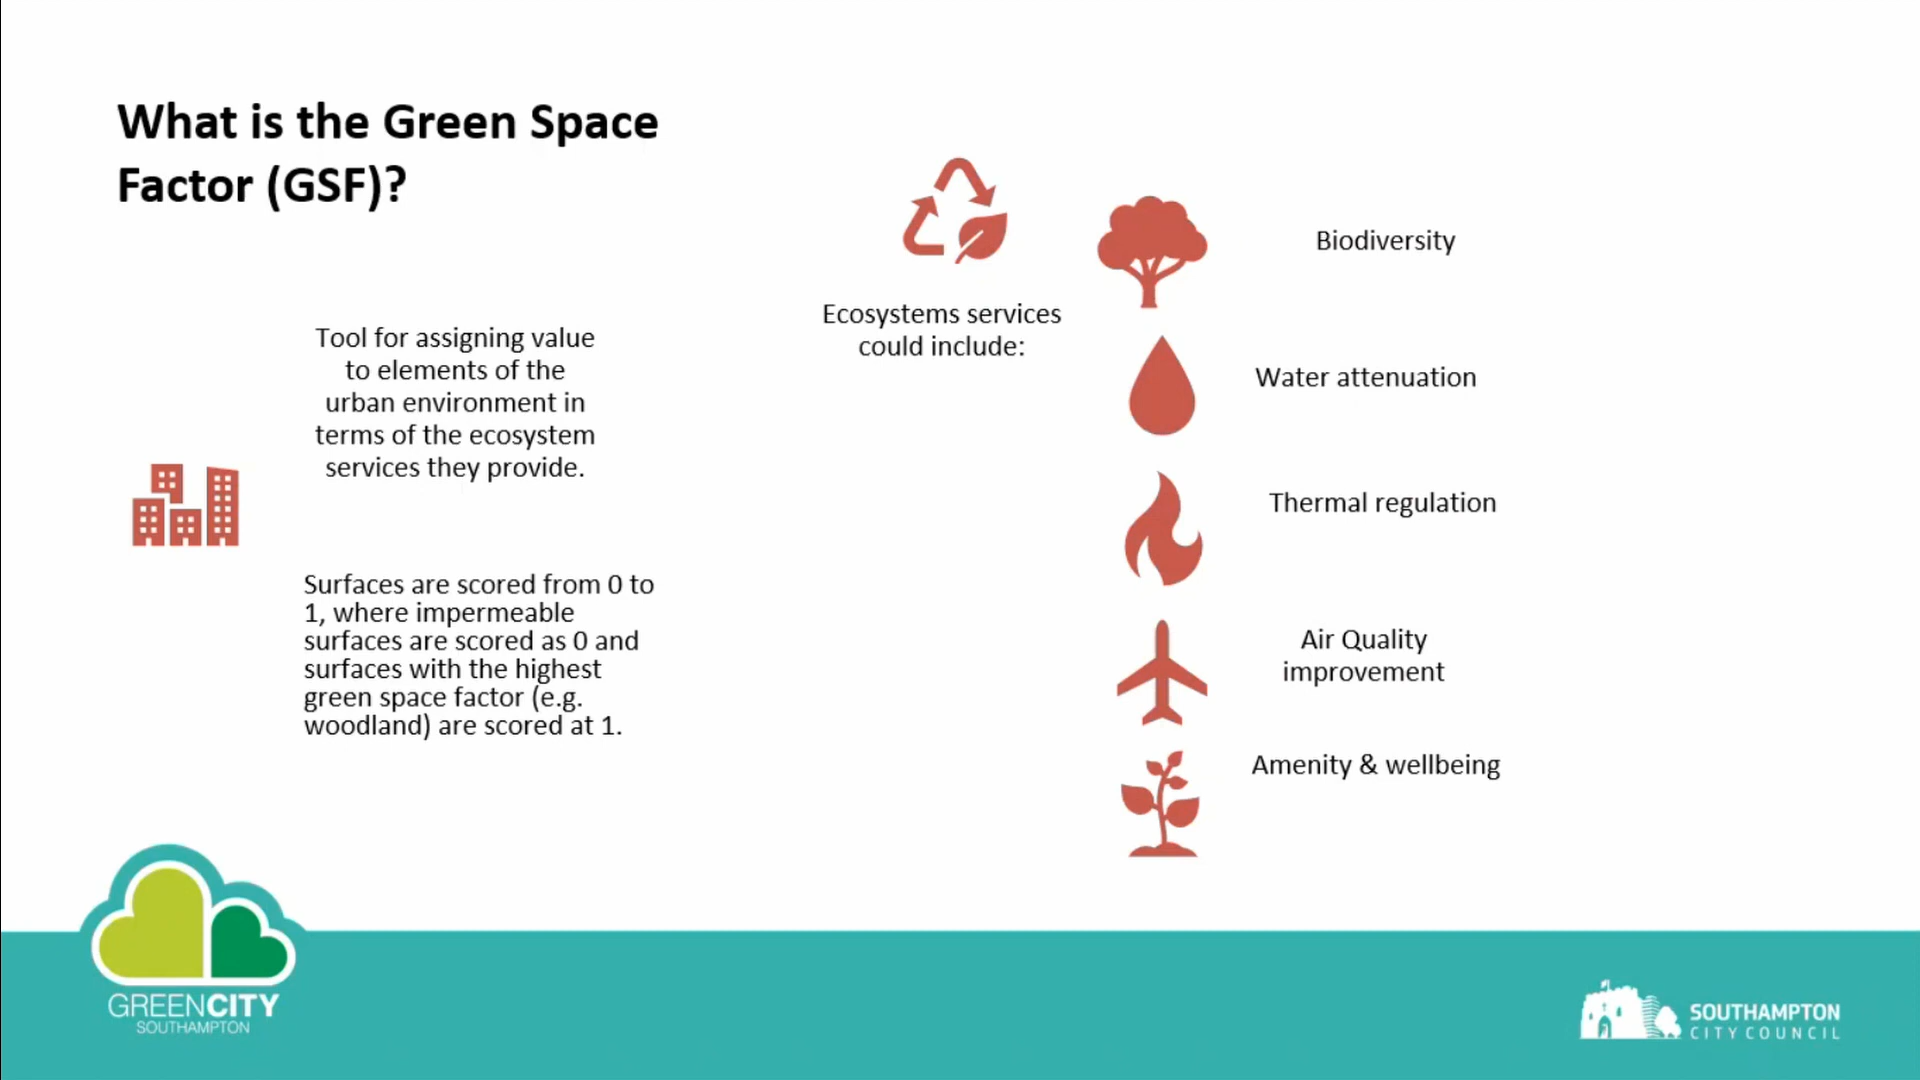 What is the Green Space
Factor (GSF)?
Tool for assigning value
to elements of the
urban environment in
terms of the ecosystem
services they provide.
Surfaces are scored from 0 to
1, where impermeable
surfaces are scored as 0 and
surfaces with the highest
green space factor (e.g.
woodland) are scored at 1.
Ecosystems services
could include:
Biodiversity
Water attenuation
Thermal regulation
Air Quality
improvement
Amenity & wellbeing
GREENCITY
SOUTHAMPTON
SOUTHAMPTON
CITY COUNCIL